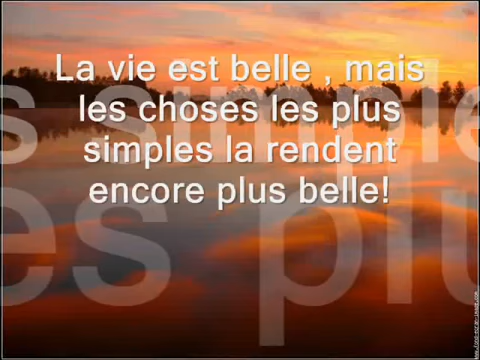 La vie est belle , mais
les choses les plus
simples la rendent
encore plus belle!